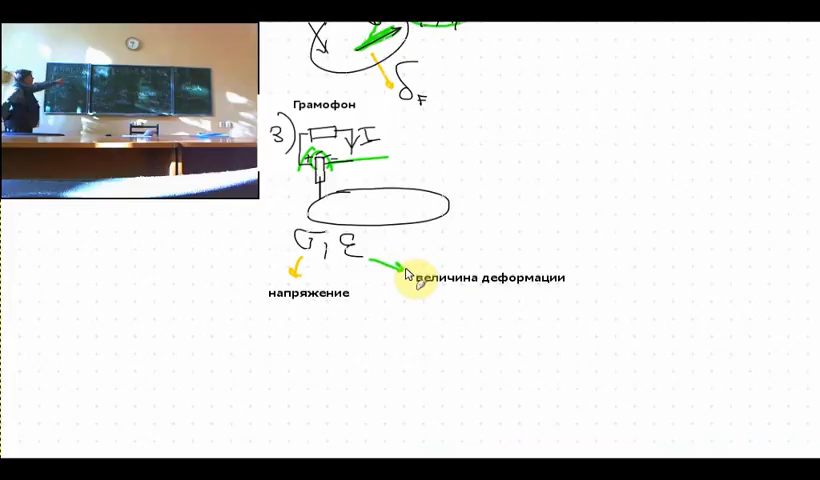 δF
Грамофон
3)
I
+ -
σ, ε
величина деформации
напряжение